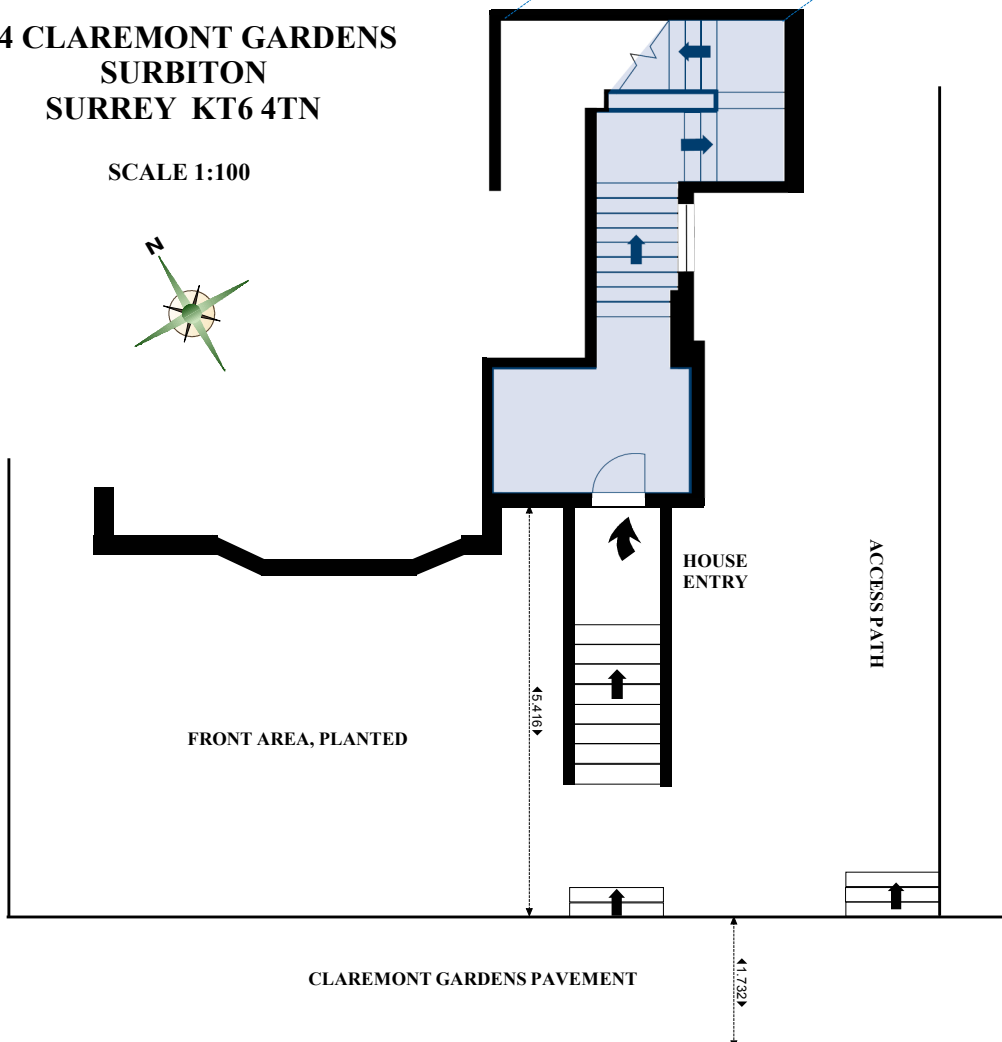 4 CLAREMONT GARDENS
SURBITON
SURREY KT6 4TN
SCALE 1:100
N
HOUSE
ENTRY
ACCESS PATH
5.416
FRONT AREA, PLANTED
CLAREMONT GARDENS PAVEMENT
1.732